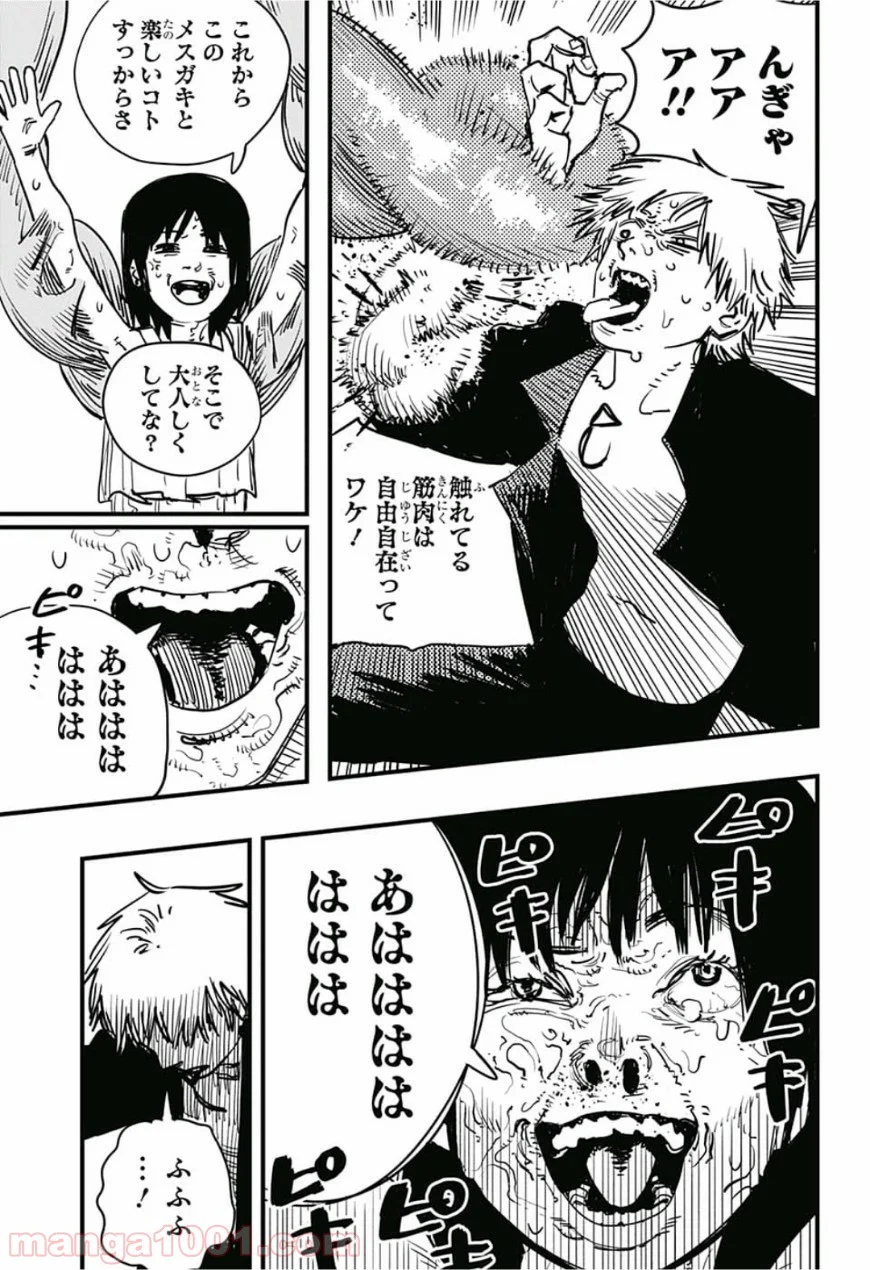 んぎゃ
アア
ア!!
触れてる
筋肉は
自由自在って
ワケ!
これから
この
メスガキと
楽しいコト
すっからさ
そこで
大人しく
してな?
ピキ…
あははは
ははは
ピキ
ピキ
ピキ
あはははは
ははは
ピキ
ピキ
ふふふ
…!
manga1001.com